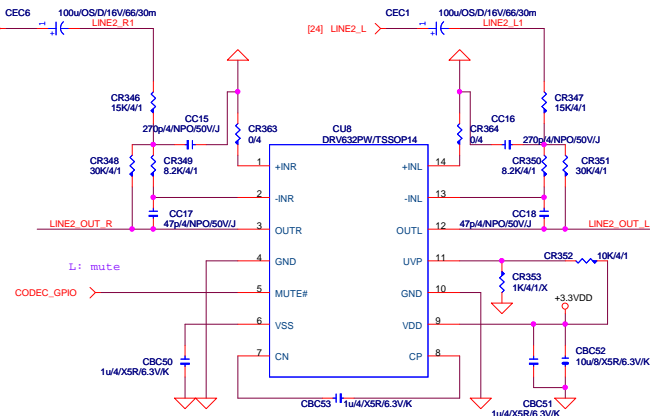 CEC6
100u/OS/D/16V/66/30m
LINE2_R1
1
+
[24] LINE2_L
CEC1
100u/OS/D/16V/66/30m
LINE2_L1
1
+
CR346
15K/4/1
CC15
270p/4/NPO/50V/J
CR363
0/4
CR348
30K/4/1
CR349
8.2K/4/1
CC17
47p/4/NPO/50V/J
LINE2_OUT_R
CU8
DRV632PW/TSSOP14
1
+INR
2
-INR
3
OUTR
4
GND
5
MUTE#
6
VSS
7
CN
14
+INL
13
-INL
12
OUTL
11
UVP
10
GND
9
VDD
8
CP
CR347
15K/4/1
CC16
270p/4/NPO/50V/J
CR364
0/4
CR350
8.2K/4/1
CR351
30K/4/1
CC18
47p/4/NPO/50V/J
LINE2_OUT_L
L: mute
CODEC_GPIO
CR352
10K/4/1
CR353
1K/4/1/X
+3.3VDD
CBC50
1u/4/X5R/6.3V/K
CBC52
10u/8/X5R/6.3V/K
CBC53
1u/4/X5R/6.3V/K
CBC51
1u/4/X5R/6.3V/K